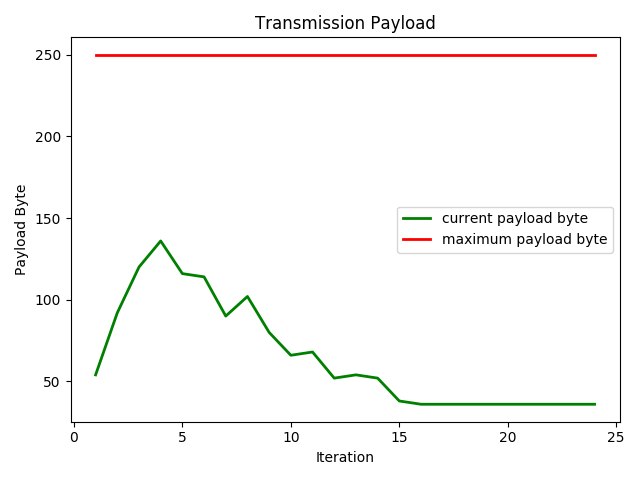 Transmission Payload
250
200
150
100
50
Payload Byte
current payload byte
maximum payload byte
0 5 10 15 20 25
Iteration